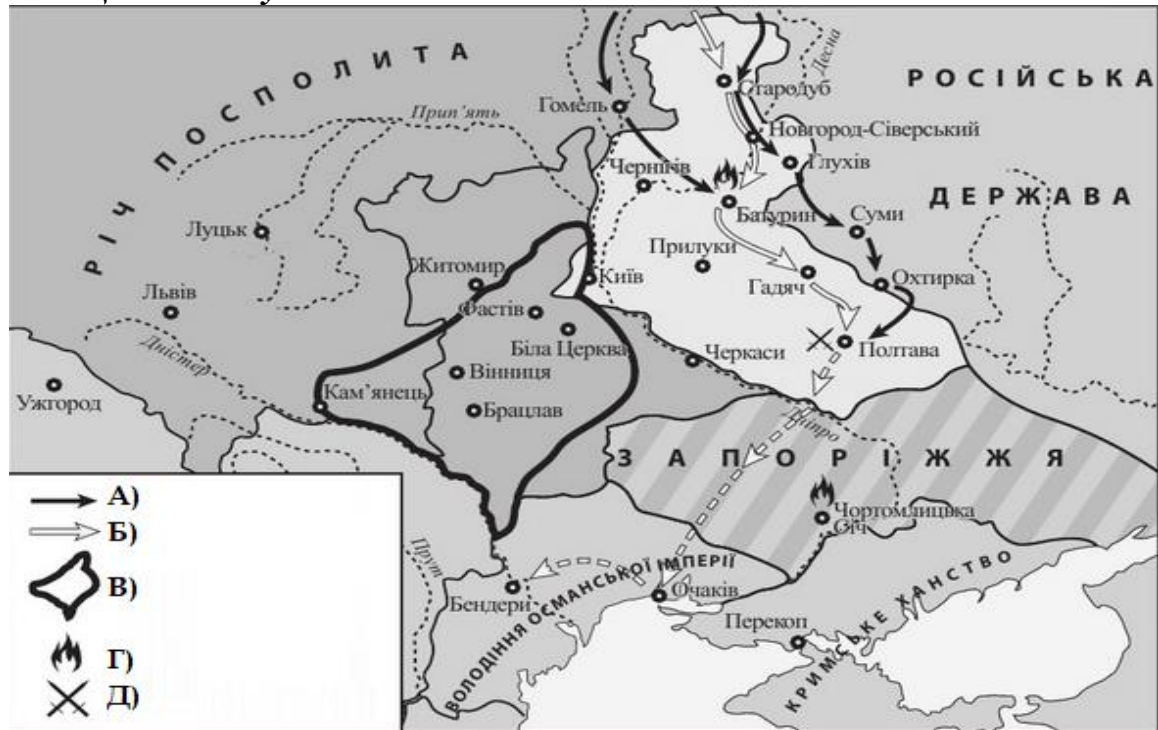 РІЧ ПОСПОЛИТА
РОСІЙСЬКА
ДЕРЖАВА
Десна
Стародуб
Гомель
Прип'ять
Новгород-Сіверський
Глухів
Чернігів
Батурин
Суми
Луцьк
Прилуки
Житомир
Київ
Гадяч
Охтирка
Львів
Фастів
Біла Церква
Полтава
Дністер
Черкаси
Вінниця
Ужгород
Кам'янець
Брацлав
Дніпро
ЗАПОРІЖЖЯ
Чортомлицька
Січ
А)
Б)
В)
Г)
Д)
Прут
Бендери
Очаків
Перекоп
ВОЛОДІННЯ ОСМАНСЬКОЇ ІМПЕРІЇ
КРИМСЬКЕ ХАНСТВО